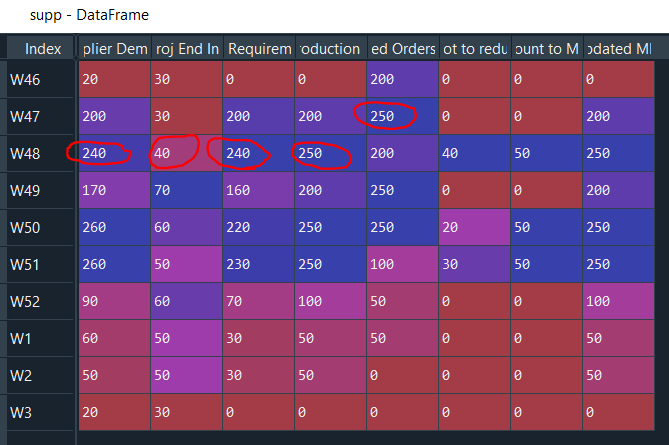 supp - DataFrame
Index plier Dem roj End In Requirem oduction ed Orders ot to redu ount to M odated MI
W46 20 30 0 0 200 0 0 0
W47 200 30 200 200 250 0 0 200
W48 240 40 240 250 200 40 50 250
W49 170 70 160 200 250 0 0 200
W50 260 60 220 250 250 20 50 250
W51 260 50 230 250 100 30 50 250
W52 90 60 70 100 50 0 0 100
W1 60 50 30 50 50 0 0 50
W2 50 50 30 50 0 0 0 50
W3 20 30 0 0 0 0 0 0